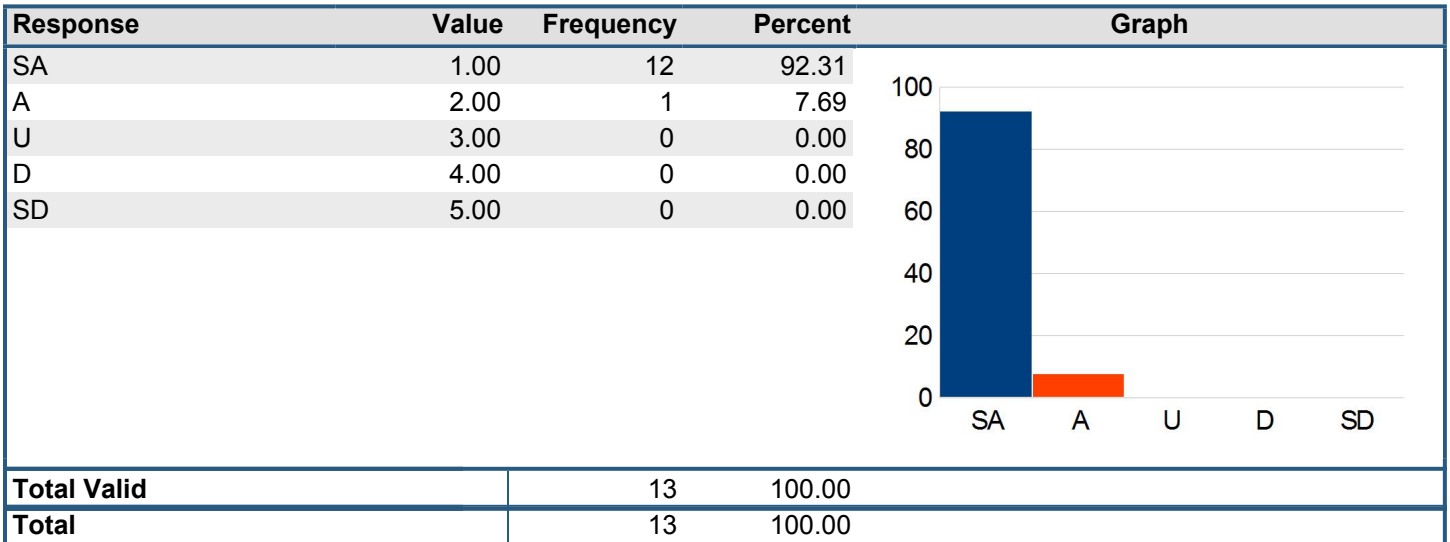 Response Value Frequency Percent Graph
SA 1.00 12 92.31
A 2.00 1 7.69
U 3.00 0 0.00
D 4.00 0 0.00
SD 5.00 0 0.00
100
80
60
40
20
0
SA A U D SD
Total Valid 13 100.00
Total 13 100.00